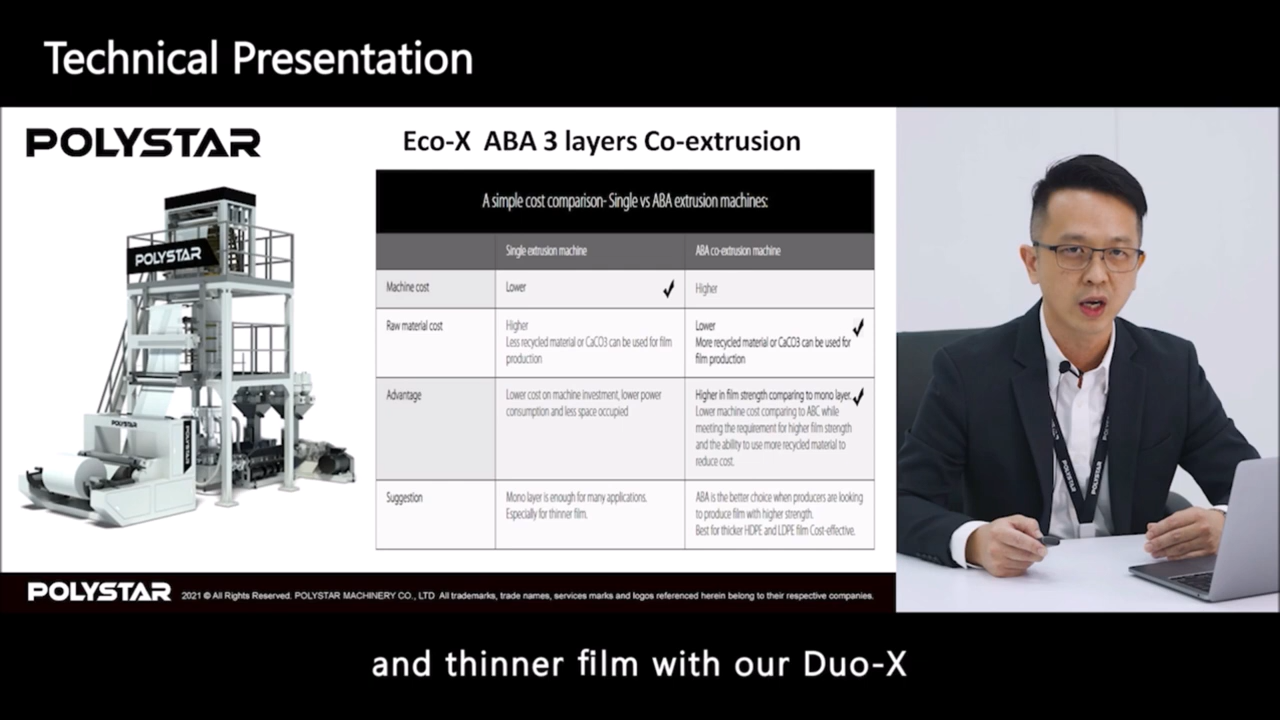 Technical Presentation
POLYSTAR
Eco-X ABA 3 layers Co-extrusion
POLYSTAR
POLYSTAR
A simple cost comparison- Single vs ABA extrusion machines:
Single extrusion machine
ABA co-extrusion machine
Machine cost
Lower
Higher
Raw material cost
Higher
Less recycled material or CaCO3 can be used for film
production
Lower
More recycled material or CaCO3 can be used for
film production
Advantage
Lower cost on machine investment, lower power
consumption and less space occupied
Higher in film strength comparing to mono layer.
Lower machine cost comparing to ABC while
meeting the requirement for higher film strength
and the ability to use more recycled material to
reduce cost.
Suggestion
Mono layer is enough for many applications.
Especially for thinner film.
ABA is the better choice when producers are looking
to produce film with higher strength.
Best for thicker HDPE and LDPE film Cost-effective.
POLYSTAR
POLYSTAR
POLYSTAR 2021 © All Rights Reserved. POLYSTAR MACHINERY CO., LTD All trademarks, trade names, services marks and logos referenced herein belong to their respective companies.
and thinner film with our Duo-X